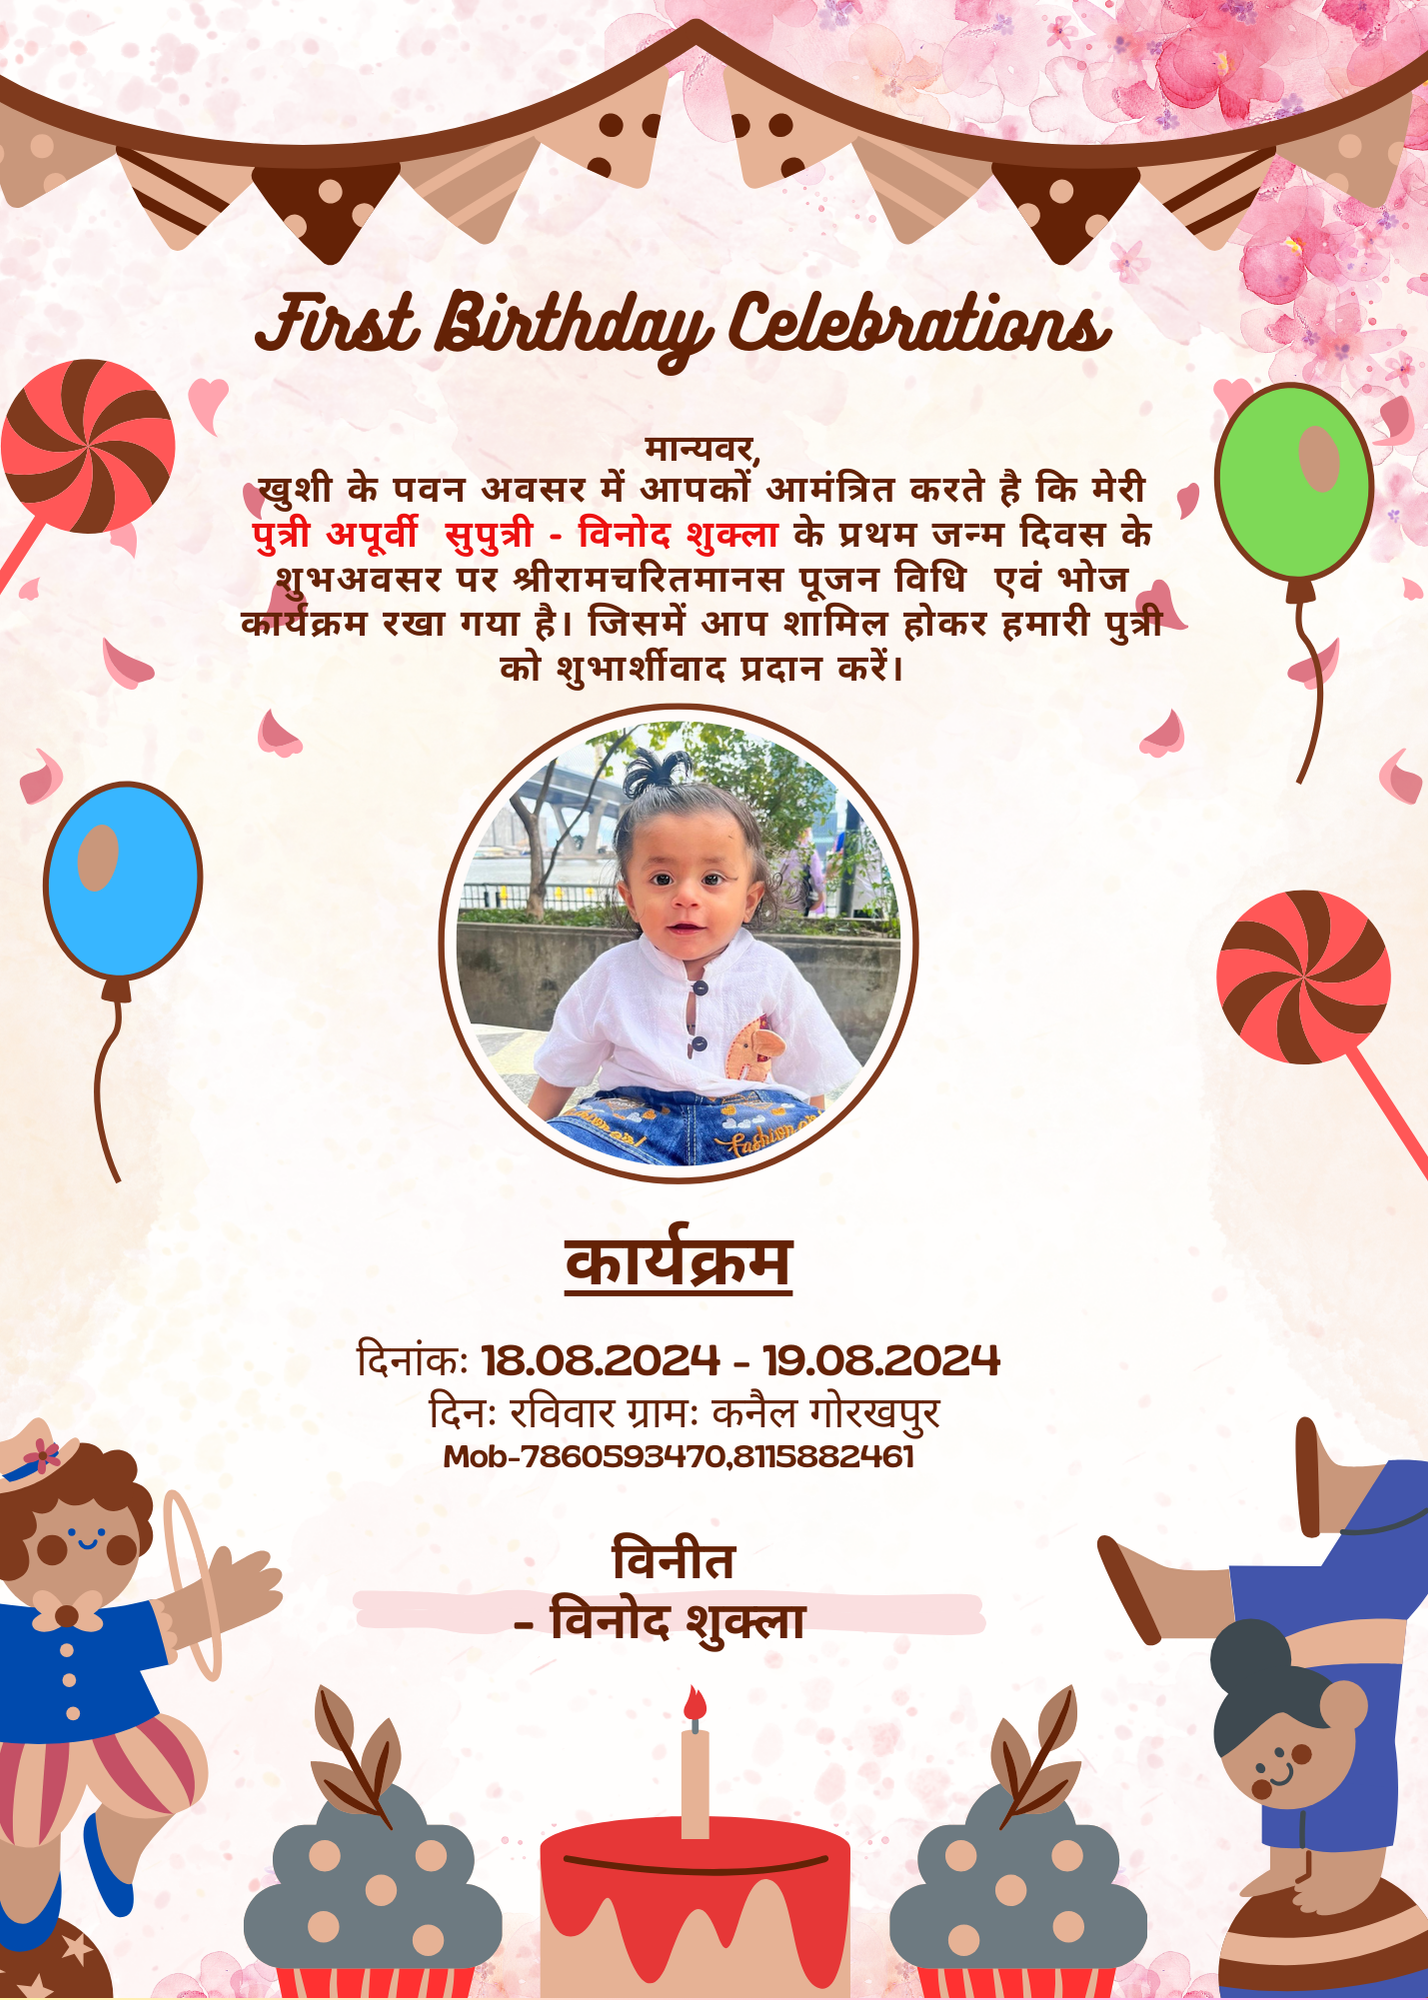 First Birthday Celebrations
मान्यवर,
खुशी के पवन अवसर में आपकों आमंत्रित करते है कि मेरी
पुत्री अपूर्वी सुपुत्री - विनोद शुक्ला के प्रथम जन्म दिवस के
शुभअवसर पर श्रीरामचरितमानस पूजन विधि एवं भोज
कार्यक्रम रखा गया है। जिसमें आप शामिल होकर हमारी पुत्री
को शुभार्शीवाद प्रदान करें।
fashion
कार्यक्रम
दिनांकः 18.08.2024 - 19.08.2024
दिनः रविवार ग्रामः कनैल गोरखपुर
Mob-7860593470,8115882461
विनीत
- विनोद शुक्ला